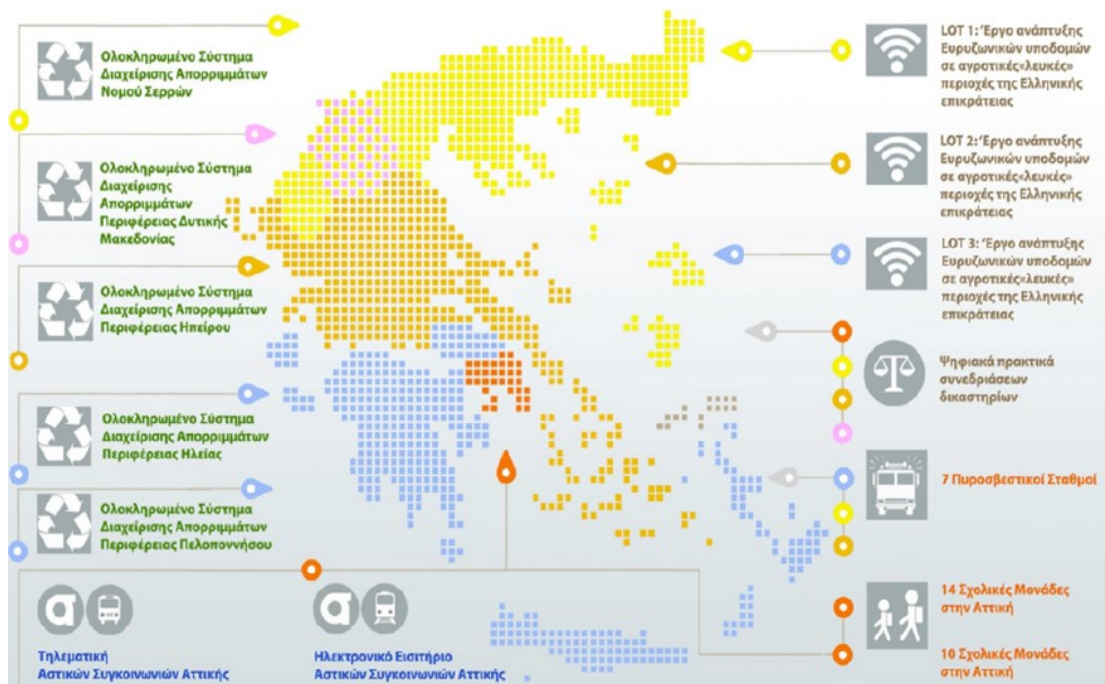 Ολοκληρωμένο Σύστημα
Διαχείρισης Απορριμμάτων
Νομού Σερρών
Ολοκληρωμένο Σύστημα
Διαχείρισης
Απορριμμάτων
Περιφέρειας Δυτικής
Μακεδονίας
Ολοκληρωμένο Σύστημα
Διαχείρισης Απορριμμάτων
Περιφέρειας Ηπείρου
Ολοκληρωμένο Σύστημα
Διαχείρισης Απορριμμάτων
Περιφέρειας Ηλείας
Ολοκληρωμένο Σύστημα
Διαχείρισης Απορριμμάτων
Περιφέρειας Πελοποννήσου
Τηλεματική
Αστικών Συγκοινωνιών Αττικής
Ηλεκτρονικό Εισιτήριο
Αστικών Συγκοινωνιών Αττικής
LOT 1: Έργο ανάπτυξης
Ευρυζωνικών υποδομών
σε αγροτικές«λευκές»
περιοχές της Ελληνικής
επικράτειας
LOT 2: Έργο ανάπτυξης
Ευρυζωνικών υποδομών
σε αγροτικές«λευκές»
περιοχές της Ελληνικής
επικράτειας
LOT 3: Έργο ανάπτυξης
Ευρυζωνικών υποδομών
σε αγροτικές«λευκές»
περιοχές της Ελληνικής
επικράτειας
Ψηφιακά πρακτικά
συνεδριάσεων
δικαστηρίων
7 Πυροσβεστικοί Σταθμοί
14 Σχολικές Μονάδες
στην Αττική
10 Σχολικές Μονάδες
στην Αττική